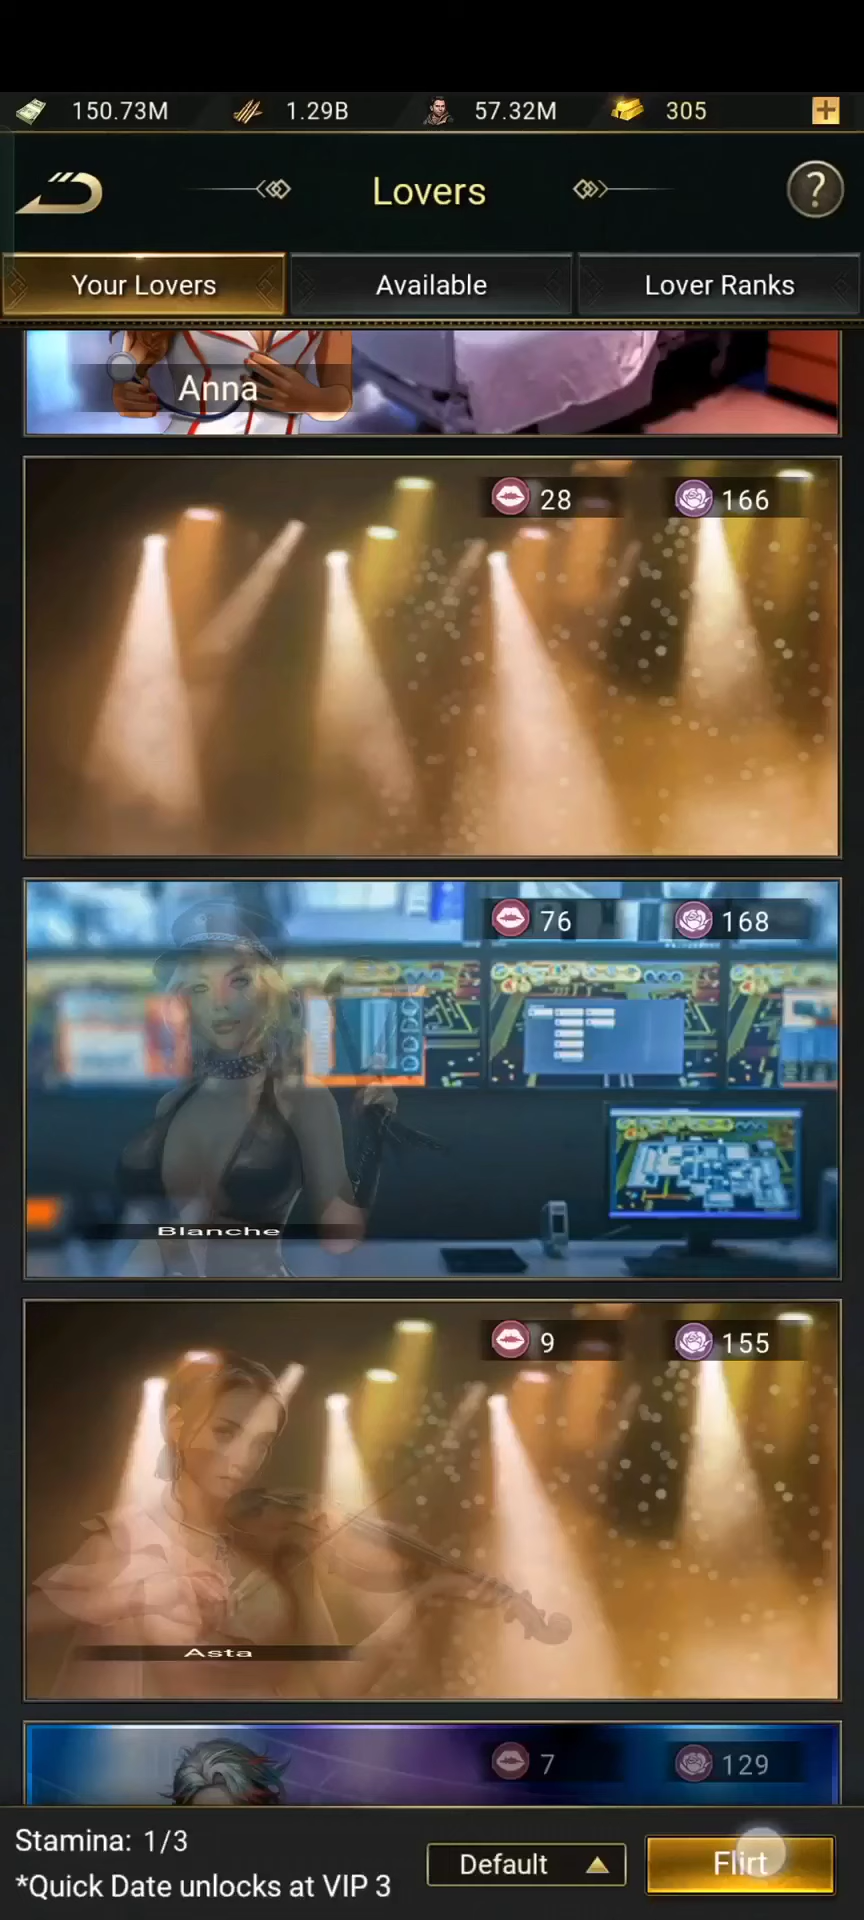 150.73M 1.29B 57.32M 305
Lovers
?
Your Lovers Available Lover Ranks
Anna
28 166
76 168
Blanche
9 155
Asta
7 129
Stamina: 1/3
*Quick Date unlocks at VIP 3
Default
Flirt